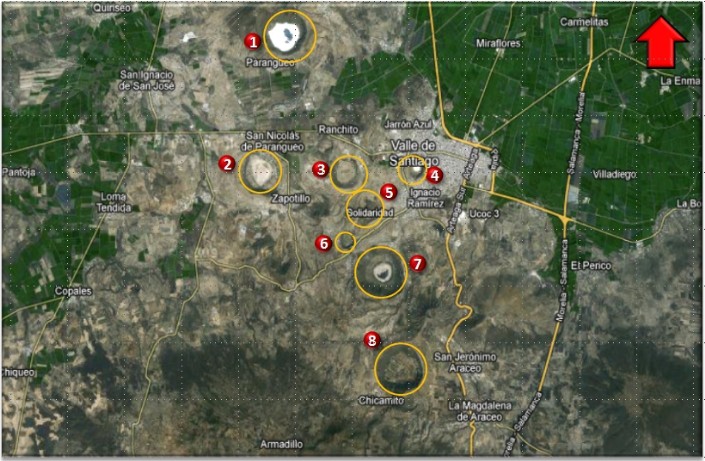 Quiriseo
Carmelitas
1
Parangueo
Miraflores
San Ignacio
de San José
La Enma
Jarrón Azul
Ranchito
San Nicolás
de Parangueo
Valle de
Santiago
2
3
4
Pantoja
Villadiego
Zapotillo
5
Ignacio
Ramírez
Loma
Tendida
Solidaridad
Ucoc 3
La Bo
6
7
El Perico
Copales
8
San Jerónimo
Araceo
Chiqueo
Chicamito
La Magdalena
de Araceo
Armadillo
Salamanca - Morelia
Morelia - Salamanca